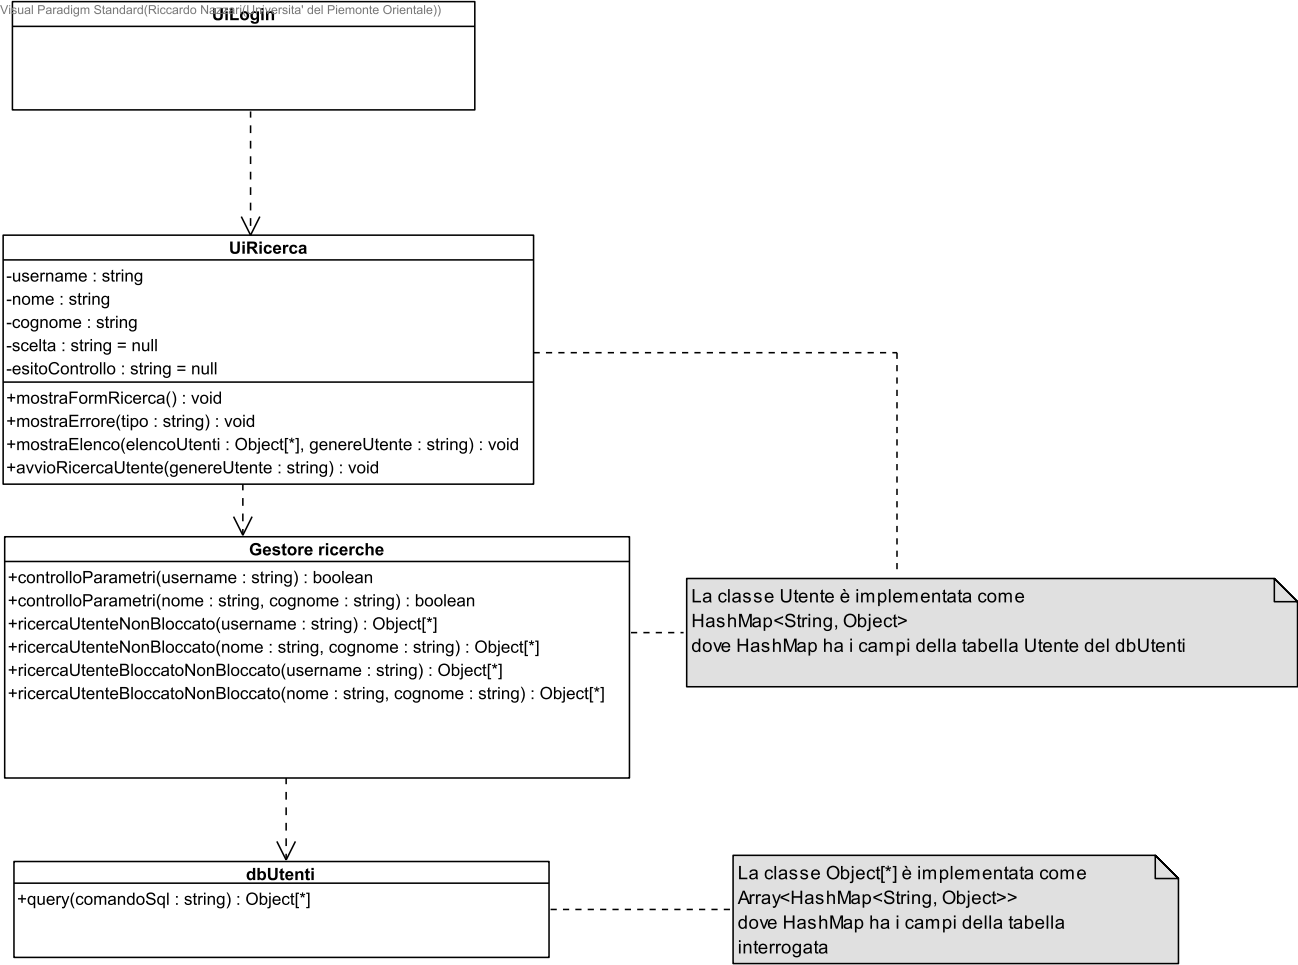 Visual Paradigm Standard(Riccardo Nazzari(Universita' del Piemonte Orientale))
UiLogin
UiRicerca
-username : string
-nome : string
-cognome : string
-scelta : string = null
-esitoControllo : string = null
+mostraFormRicerca() : void
+mostraErrore(tipo : string) : void
+mostraElenco(elencoUtenti : Object[*], genereUtente : string) : void
+avvioRicercaUtente(genereUtente : string) : void
Gestore ricerche
+controlloParametri(username : string) : boolean
+controlloParametri(nome : string, cognome : string) : boolean
+ricercaUtenteNonBloccato(username : string) : Object[*]
+ricercaUtenteNonBloccato(nome : string, cognome : string) : Object[*]
+ricercaUtenteBloccatoNonBloccato(username : string) : Object[*]
+ricercaUtenteBloccatoNonBloccato(nome : string, cognome : string) : Object[*]
La classe Utente è implementata come
HashMap<String, Object>
dove HashMap ha i campi della tabella Utente del dbUtenti
dbUtenti
+query(comandoSql : string) : Object[*]
La classe Object[*] è implementata come
Array<HashMap<String, Object>>
dove HashMap ha i campi della tabella
interrogata